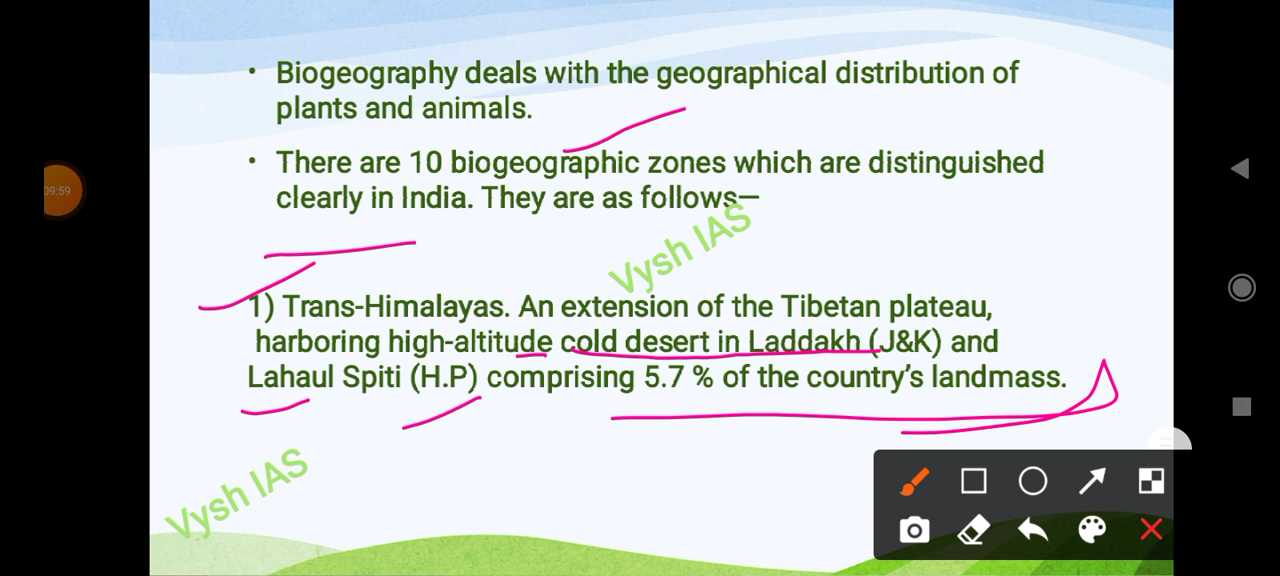 • Biogeography deals with the geographical distribution of
plants and animals.
• There are 10 biogeographic zones which are distinguished
clearly in India. They are as follows—
Vysh IAS
1) Trans-Himalayas. An extension of the Tibetan plateau,
harboring high-altitude cold desert in Laddakh (J&K) and
Lahaul Spiti (H.P) comprising 5.7 % of the country's landmass.
Vysh IAS
09:59